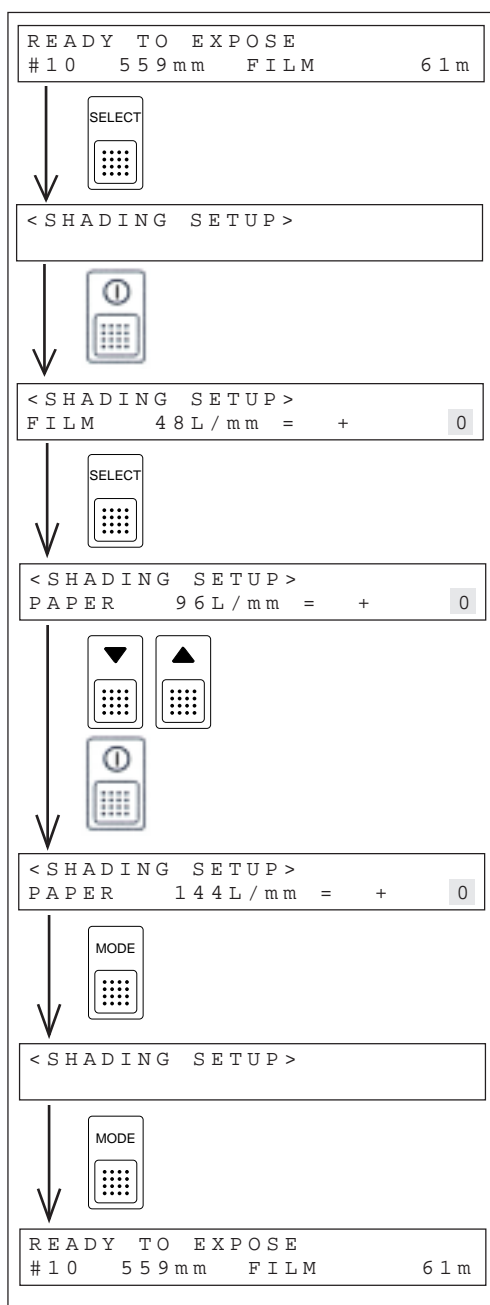 READY TO EXPOSE
#10 559mm FILM 61m
SELECT
<SHADING SETUP>
<SHADING SETUP>
FILM 48L/mm = + 0
SELECT
<SHADING SETUP>
PAPER 96L/mm = + 0
<SHADING SETUP>
PAPER 144L/mm = + 0
MODE
<SHADING SETUP>
MODE
READY TO EXPOSE
#10 559mm FILM 61m